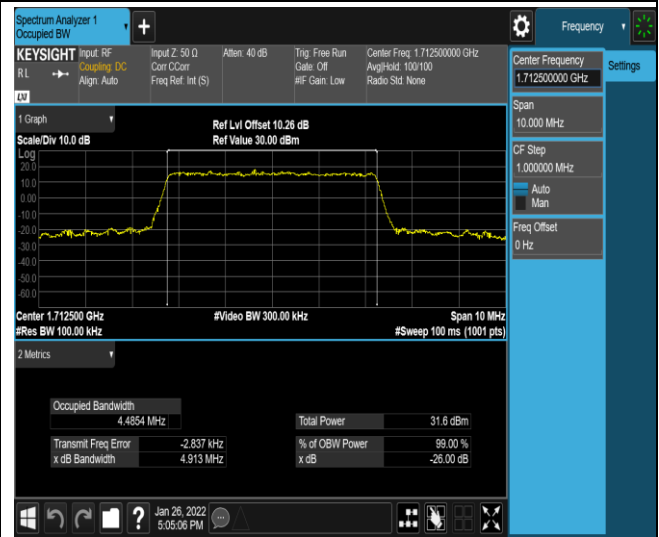 Spectrum Analyzer 1
Occupied BW
+
Frequency
KEYSIGHT
RL
LXI
Input: RF
Coupling: DC
Align: Auto
Input Z: 50 Ω
Corr CCorr
Freq Ref: Int (S)
Atten: 40 dB
Trig: Free Run
Gate: Off
#IF Gain: Low
Center Freq: 1.712500000 GHz
Avg|Hold: 100/100
Radio Std: None
Center Frequency
1.712500000 GHz
Settings
Span
10.000 MHz
CF Step
1.000000 MHz
Auto
Man
Freq Offset
0 Hz
1 Graph
Scale/Div 10.0 dB
Ref Lvl Offset 10.26 dB
Ref Value 30.00 dBm
Log
20.0
10.0
0.00
-10.0
-20.0
-30.0
-40.0
-50.0
-60.0
Center 1.712500 GHz
#Video BW 300.00 kHz
Span 10 MHz
#Res BW 100.00 kHz
#Sweep 100 ms (1001 pts)
2 Metrics
Occupied Bandwidth
4.4854 MHz
Total Power 31.6 dBm
Transmit Freq Error -2.837 kHz
% of OBW Power 99.00 %
x dB Bandwidth 4.913 MHz
x dB -26.00 dB
?
Jan 26, 2022
5:05:06 PM